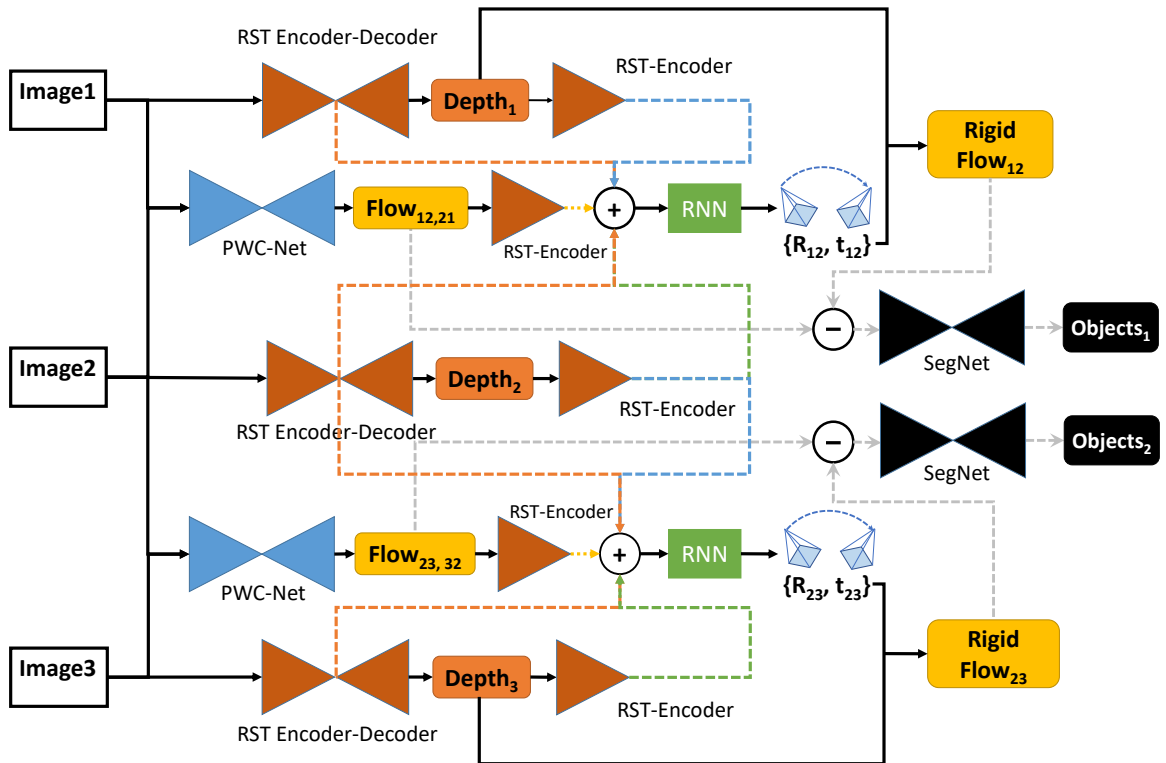 RST Encoder-Decoder
RST-Encoder
Image1
Depth₁
Rigid
Flow₁₂
Flow₁₂,₂₁
+
RNN
PWC-Net
RST-Encoder
{R₁₂, t₁₂}
−
Objects₁
SegNet
Image2
Depth₂
RST-Encoder
RST Encoder-Decoder
−
Objects₂
SegNet
RST-Encoder
Flow₂₃, ₃₂
+
RNN
PWC-Net
{R₂₃, t₂₃}
Image3
Depth₃
Rigid
Flow₂₃
RST-Encoder
RST Encoder-Decoder